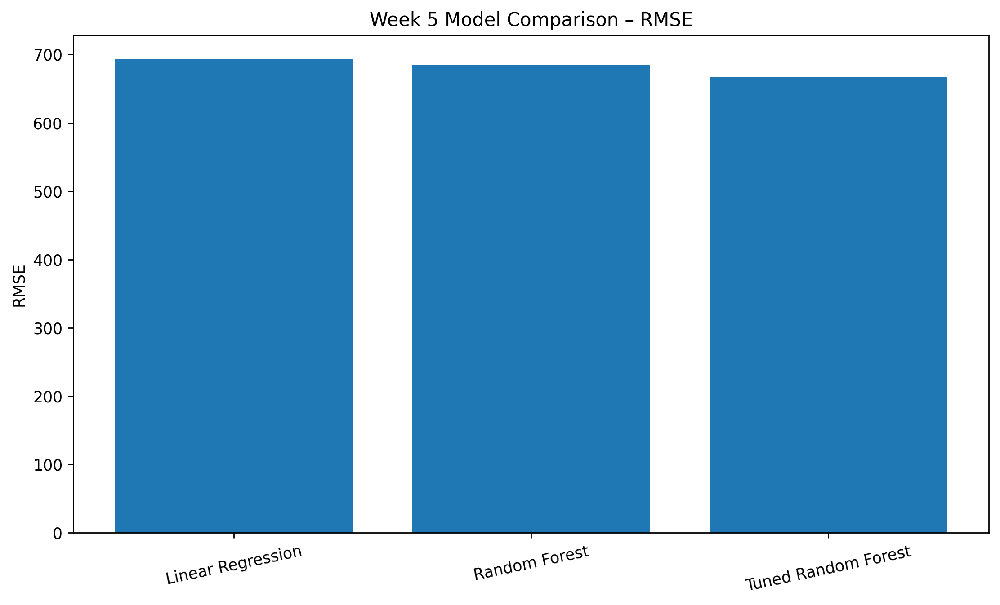 Week 5 Model Comparison – RMSE
700
600
500
400
300
200
100
0
RMSE
Linear Regression
Random Forest
Tuned Random Forest